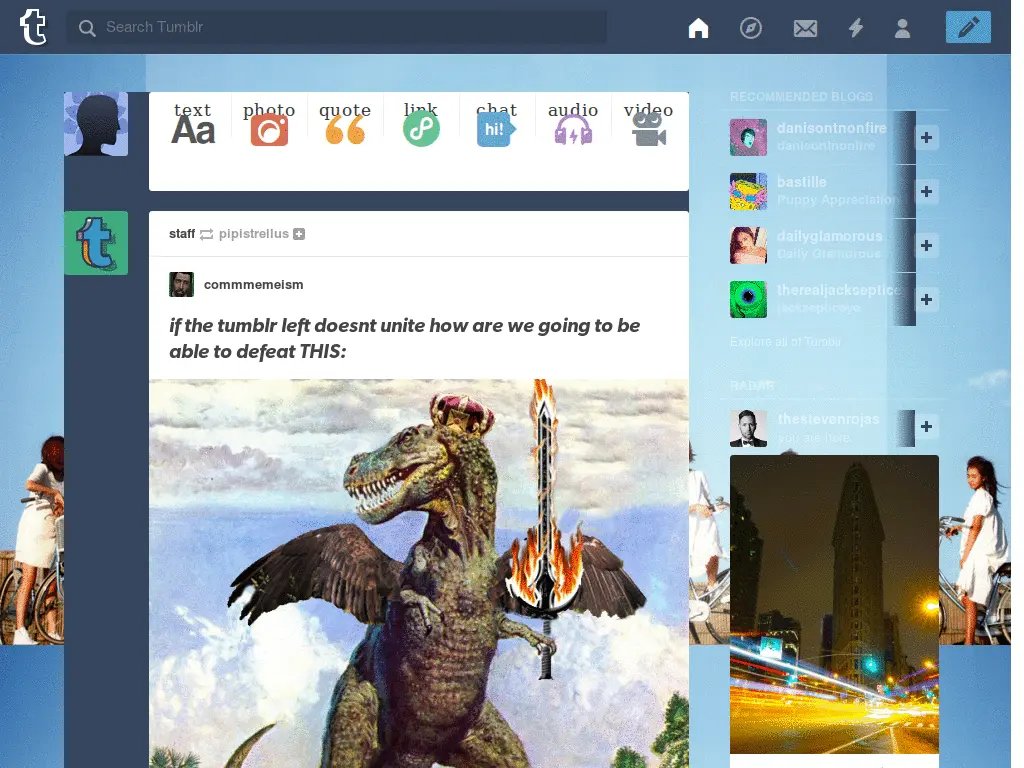 Search Tumblr
text photo quote link chat audio video
Aa hi!
RECOMMENDED BLOGS
danisontnonfire
danisontnonfire
bastille
Puppy Appreciation
dailyglamorous
Daily Glamorous
therealjackseptice
jacksepticeye
Explore all of Tumblr
staff pipistrellus
commmemeism
if the tumblr left doesnt unite how are we going to be
able to defeat THIS:
RADAR
thestevenrojas
you are here.